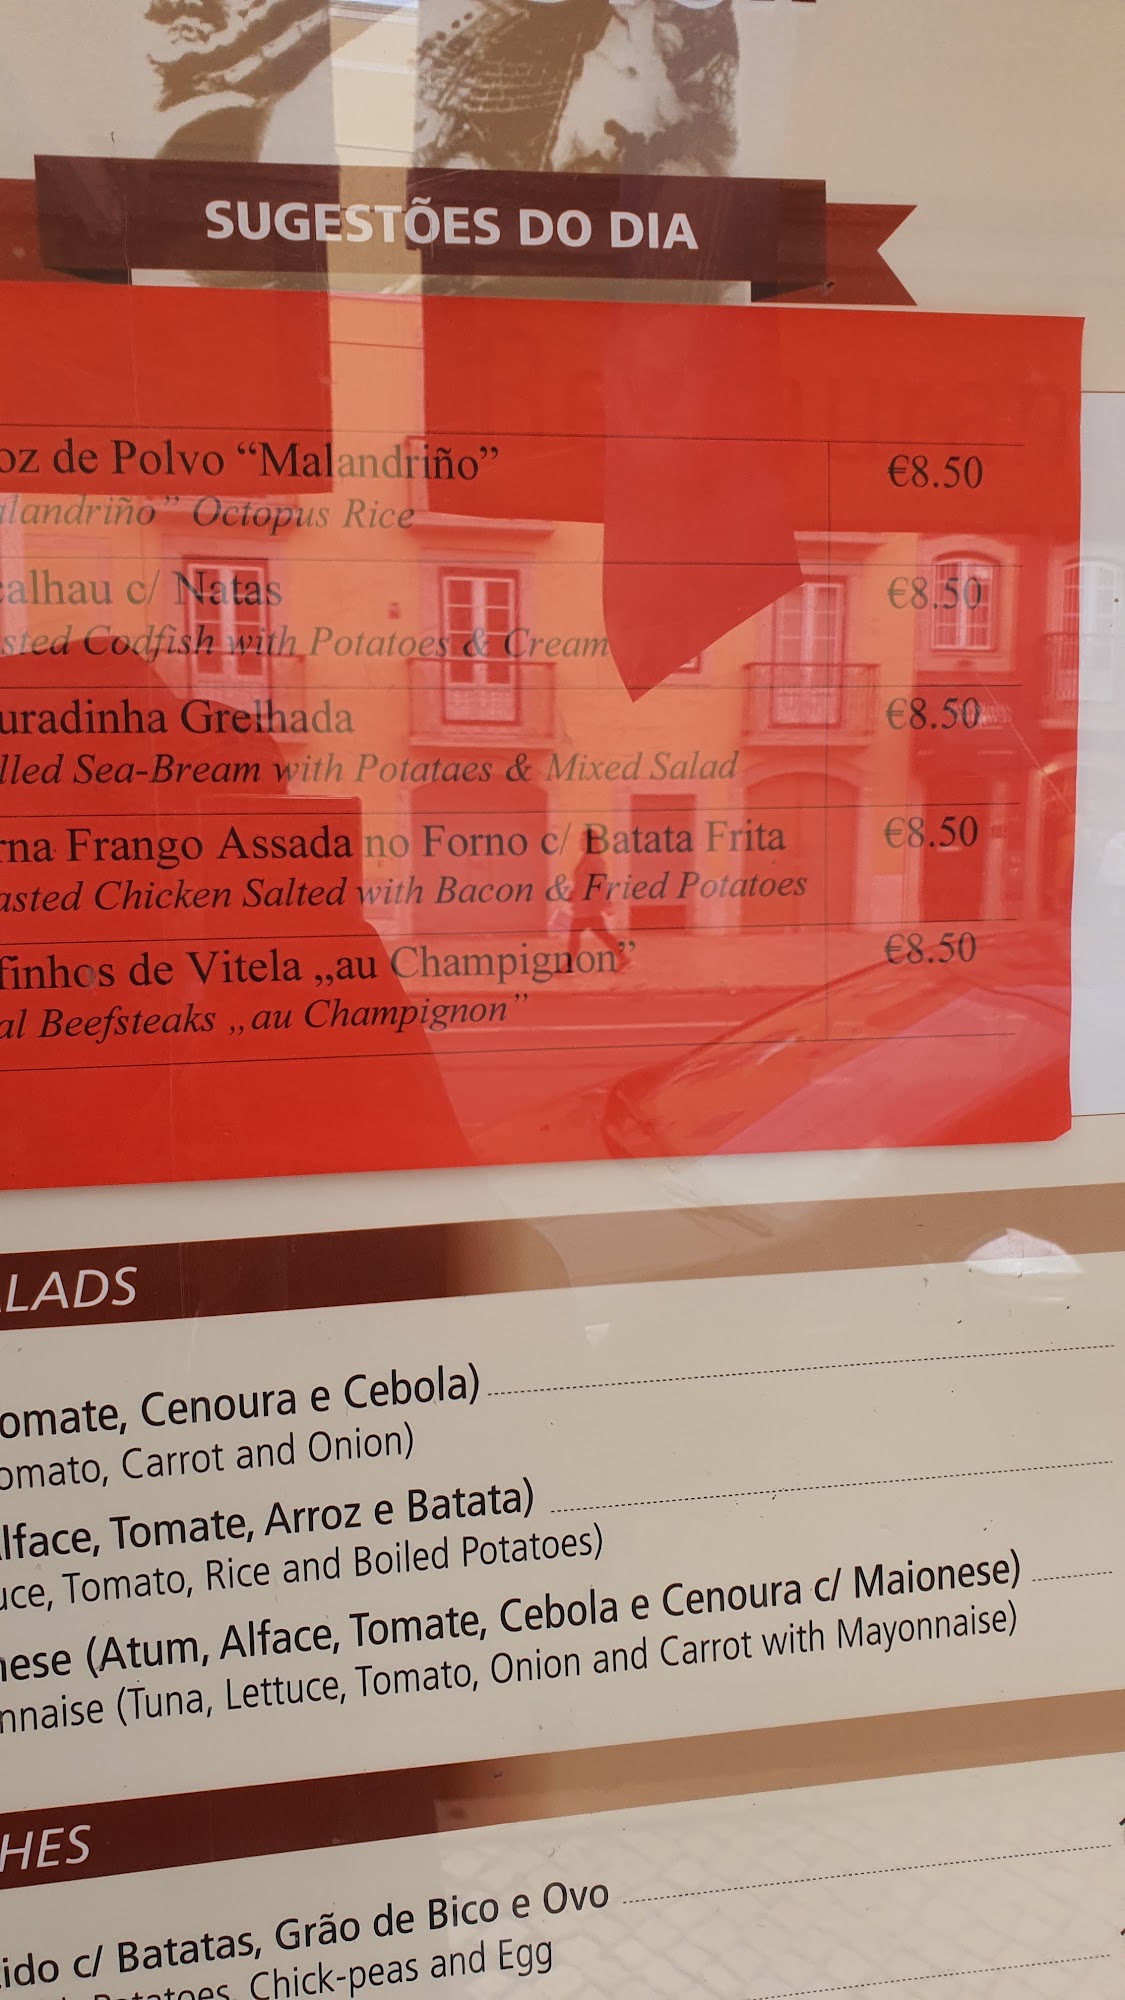 SUGESTÕES DO DIA
oz de Polvo “Malandriño” €8.50
landriño” Octopus Rice
alhau c/ Natas €8.50
sted Codfish with Potatoes & Cream
uradinha Grelhada €8.50
lled Sea-Bream with Potataes & Mixed Salad
rna Frango Assada no Forno c/ Batata Frita €8.50
asted Chicken Salted with Bacon & Fried Potatoes
finhos de Vitela „au Champignon” €8.50
al Beefsteaks „au Champignon”
LADS
omate, Cenoura e Cebola)
omato, Carrot and Onion)
lface, Tomate, Arroz e Batata)
uce, Tomato, Rice and Boiled Potatoes)
nese (Atum, Alface, Tomate, Cebola e Cenoura c/ Maionese)
nnaise (Tuna, Lettuce, Tomato, Onion and Carrot with Mayonnaise)
HES
ido c/ Batatas, Grão de Bico e Ovo
Potatoes, Chick-peas and Egg